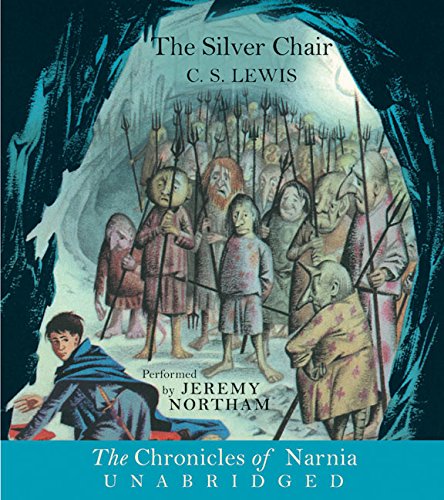 The Silver Chair
C. S. LEWIS
Performed
by JEREMY
NORTHAM
The Chronicles of Narnia
UNABRIDGED